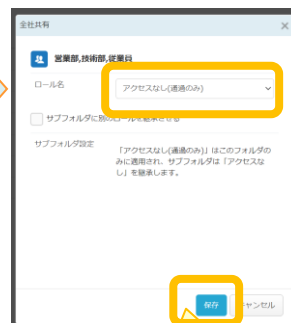 全社共有
営業部,技術部,従業員
ロール名
アクセスなし(通過のみ)
サブフォルダに別のロールを継承させる
サブフォルダ設定
「アクセスなし(通過のみ)」はこのフォルダの
みに適用され、サブフォルダは「アクセスな
し」を継承します。
保存
キャンセル